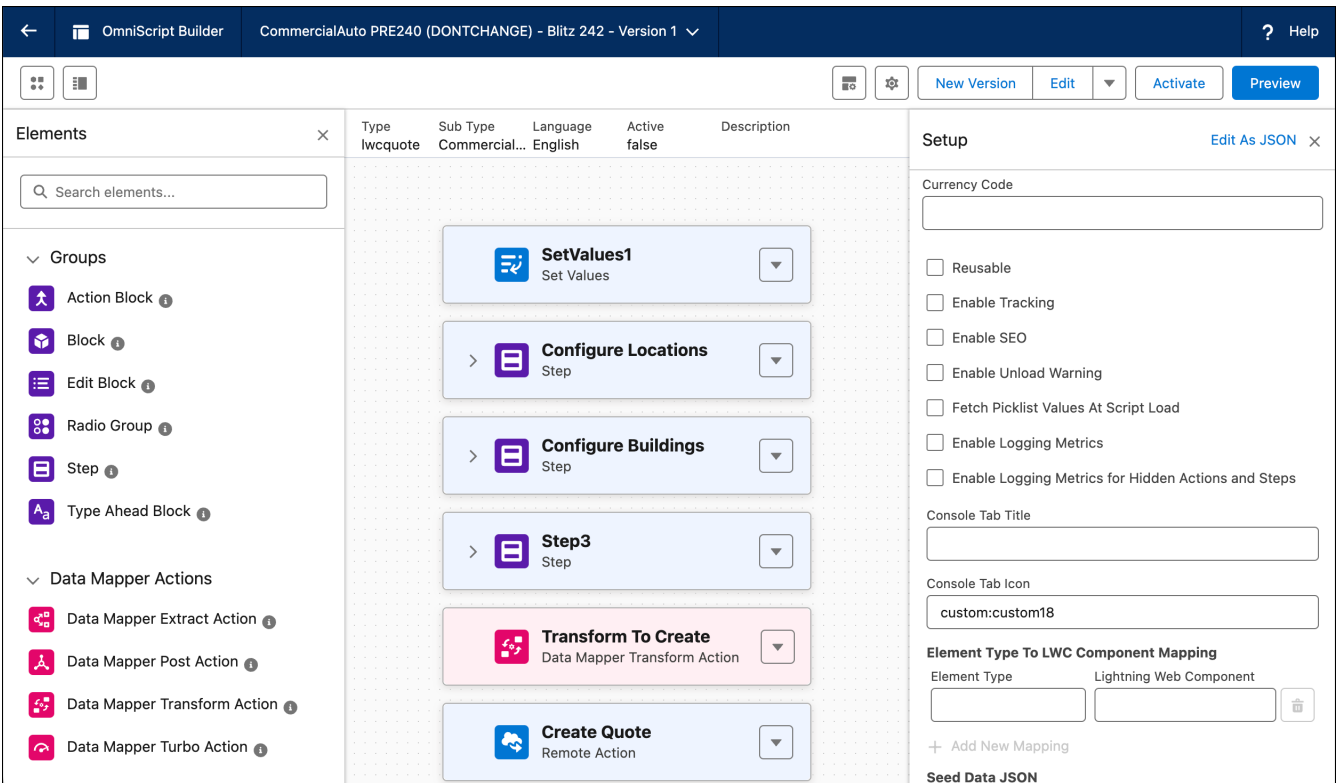 OmniScript Builder
CommercialAuto PRE240 (DONTCHANGE) - Blitz 242 - Version 1
? Help
New Version
Edit
Activate
Preview
Elements
Search elements...
Groups
Action Block
Block
Edit Block
Radio Group
Step
Type Ahead Block
Data Mapper Actions
Data Mapper Extract Action
Data Mapper Post Action
Data Mapper Transform Action
Data Mapper Turbo Action
Type Sub Type Language Active Description
lwcquote Commercial... English false
SetValues1
Set Values
Configure Locations
Step
Configure Buildings
Step
Step3
Step
Transform To Create
Data Mapper Transform Action
Create Quote
Remote Action
Setup
Edit As JSON
Currency Code
Reusable
Enable Tracking
Enable SEO
Enable Unload Warning
Fetch Picklist Values At Script Load
Enable Logging Metrics
Enable Logging Metrics for Hidden Actions and Steps
Console Tab Title
Console Tab Icon
custom:custom18
Element Type To LWC Component Mapping
Element Type Lightning Web Component
Add New Mapping
Seed Data JSON